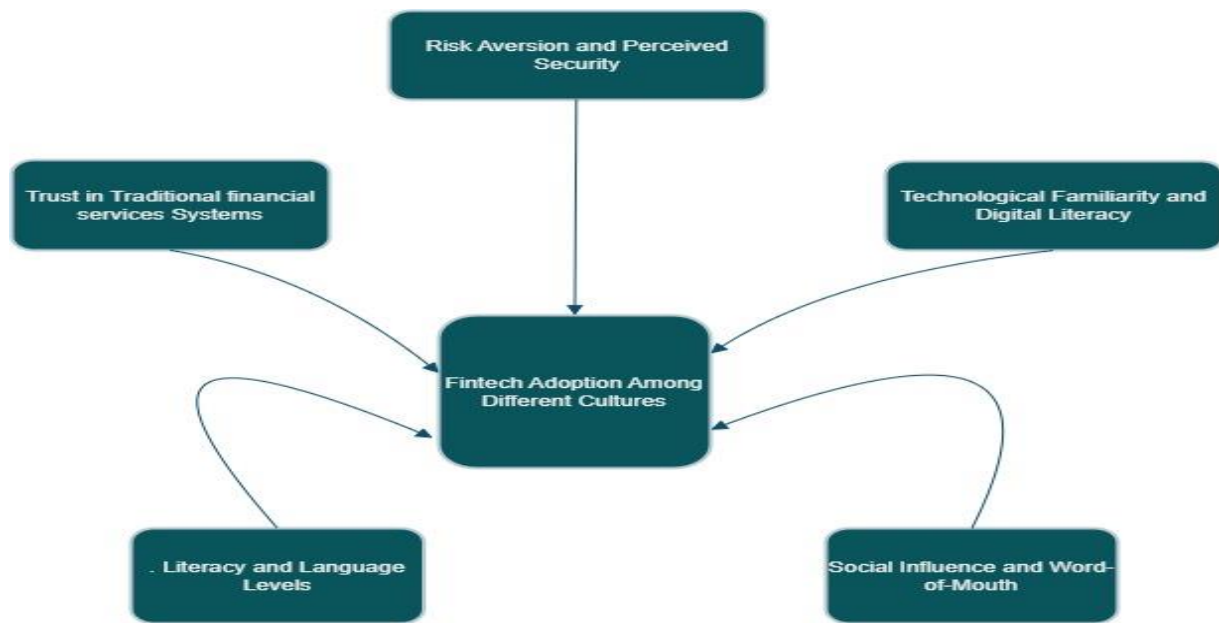 Risk Aversion and Perceived
Security
Trust in Traditional financial
services Systems
Technological Familiarity and
Digital Literacy
Fintech Adoption Among
Different Cultures
. Literacy and Language
Levels
Social Influence and Word-
of-Mouth